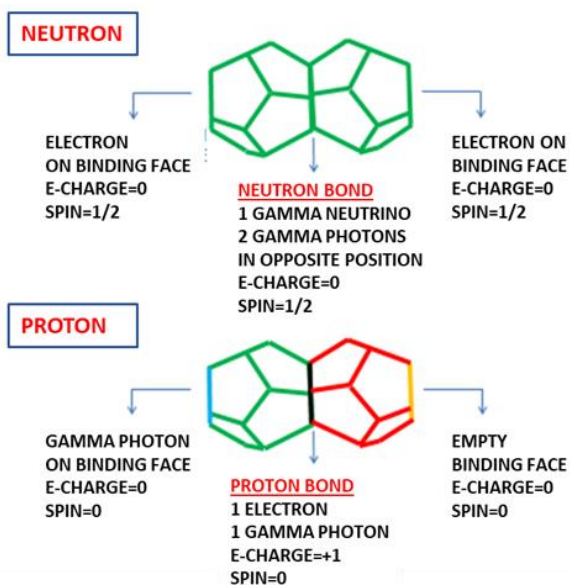 NEUTRON
ELECTRON
ON BINDING FACE
E-CHARGE=0
SPIN=1/2
ELECTRON ON
BINDING FACE
E-CHARGE=0
SPIN=1/2
NEUTRON BOND
1 GAMMA NEUTRINO
2 GAMMA PHOTONS
IN OPPOSITE POSITION
E-CHARGE=0
SPIN=1/2
PROTON
GAMMA PHOTON
ON BINDING FACE
E-CHARGE=0
SPIN=0
EMPTY
BINDING FACE
E-CHARGE=0
SPIN=0
PROTON BOND
1 ELECTRON
1 GAMMA PHOTON
E-CHARGE=+1
SPIN=0